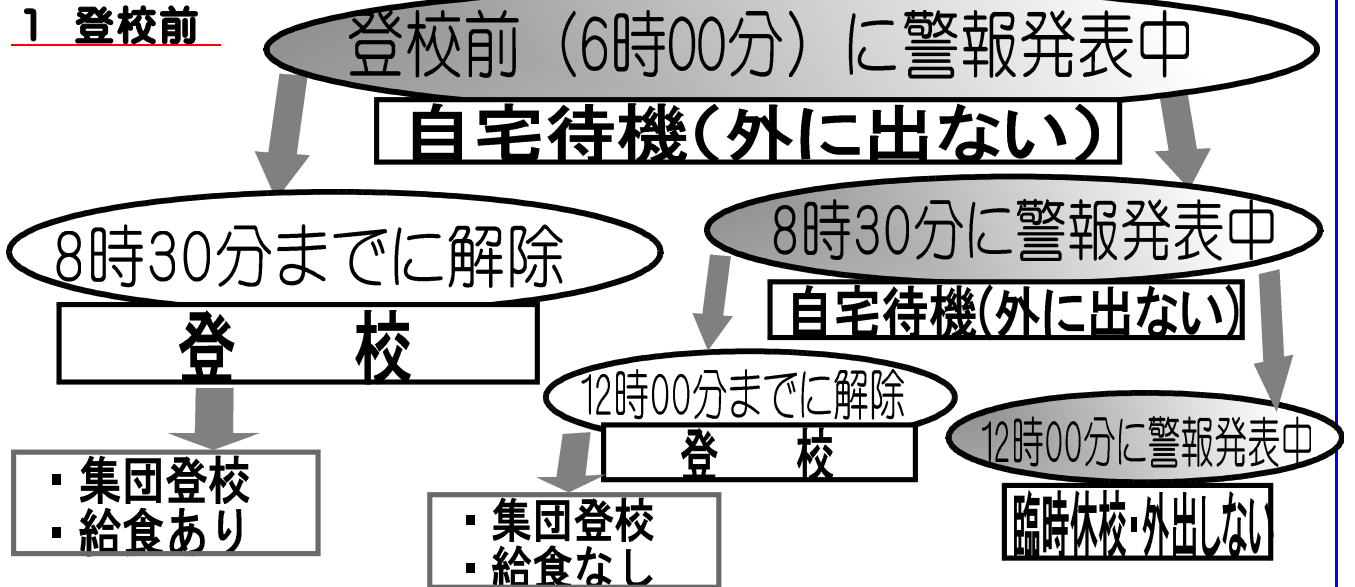 １ 登校前
登校前（6時00分）に警報発表中
自宅待機（外に出ない）
8時30分までに解除
登　校
・集団登校
・給食あり
8時30分に警報発表中
自宅待機（外に出ない）
12時00分までに解除
登　校
・集団登校
・給食なし
12時00分に警報発表中
臨時休校・外出しない